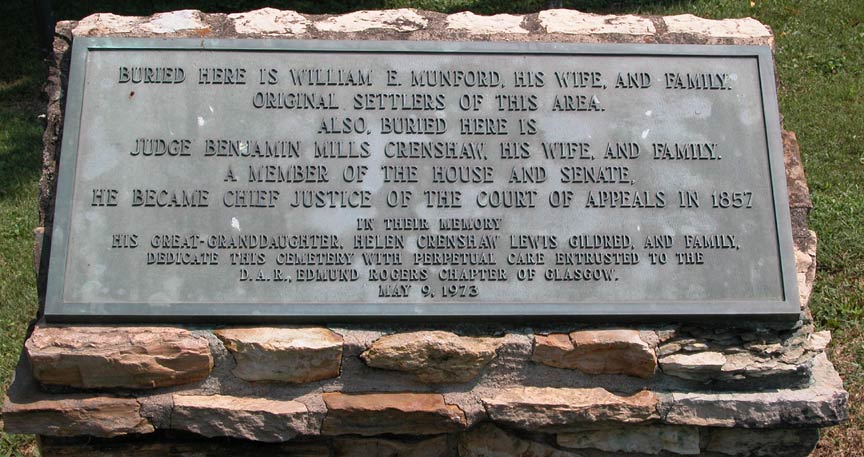 BURIED HERE IS WILLIAM E. MUNFORD, HIS WIFE, AND FAMILY.
ORIGINAL SETTLERS OF THIS AREA.
ALSO, BURIED HERE IS
JUDGE BENJAMIN MILLS CRENSHAW, HIS WIFE, AND FAMILY.
A MEMBER OF THE HOUSE AND SENATE,
HE BECAME CHIEF JUSTICE OF THE COURT OF APPEALS IN 1857
IN THEIR MEMORY
HIS GREAT-GRANDDAUGHTER, HELEN CRENSHAW LEWIS GILDRED, AND FAMILY,
DEDICATE THIS CEMETERY WITH PERPETUAL CARE ENTRUSTED TO THE
D.A.R., EDMUND ROGERS CHAPTER OF GLASGOW.
MAY 9, 1973